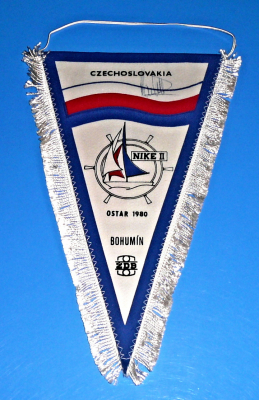 CZECHOSLOVAKIA
NIKE II
OSTAR 1980
BOHUMÍN
ŽDB